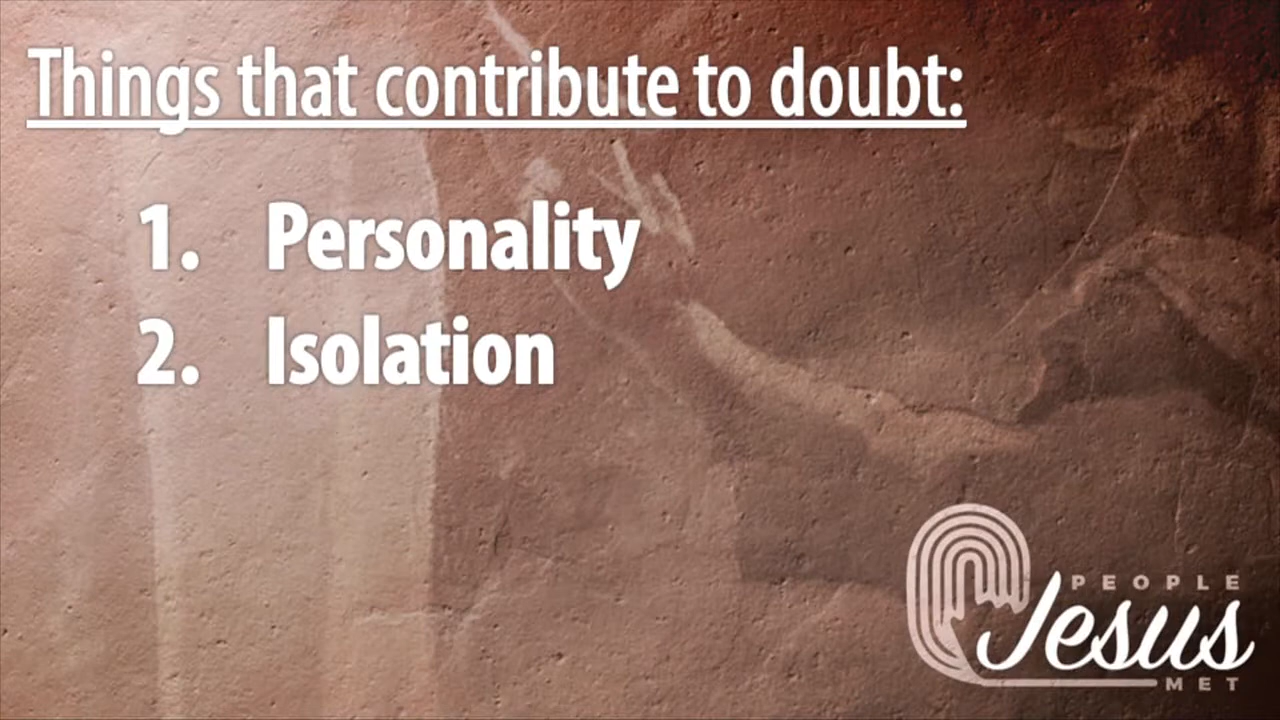 Things that contribute to doubt:
1. Personality
2. Isolation
PEOPLE
Jesus
MET